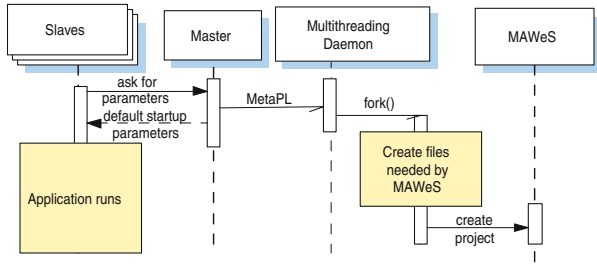 Slaves
Master
Multithreading
Daemon
MAWeS
ask for
parameters
MetaPL
fork()
default startup
parameters
Create files
needed by
MAWeS
Application runs
create
project